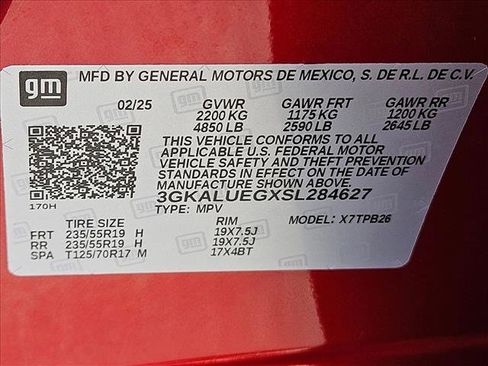 gm
MFD BY GENERAL MOTORS DE MEXICO, S. DE R.L. DE C.V.
02/25 GVWR GAWR FRT GAWR RR
2200 KG 1175 KG 1200 KG
4850 LB 2590 LB 2645 LB
THIS VEHICLE CONFORMS TO ALL
APPLICABLE U.S. FEDERAL MOTOR
VEHICLE SAFETY AND THEFT PREVENTION
STANDARDS IN EFFECT ON THE DATE
OF MANUFACTURE SHOWN ABOVE.
3GKALUEGXSL284627
170H
TYPE: MPV MODEL: X7TPB26
TIRE SIZE RIM
FRT 235/55R19 H 19X7.5J
RR 235/55R19 H 19X7.5J
SPA T125/70R17 M 17X4BT